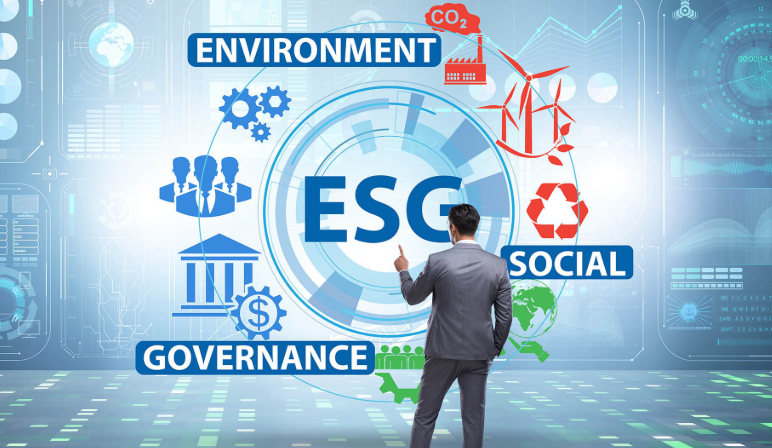 CO₂
ENVIRONMENT
ESG
SOCIAL
$
GOVERNANCE